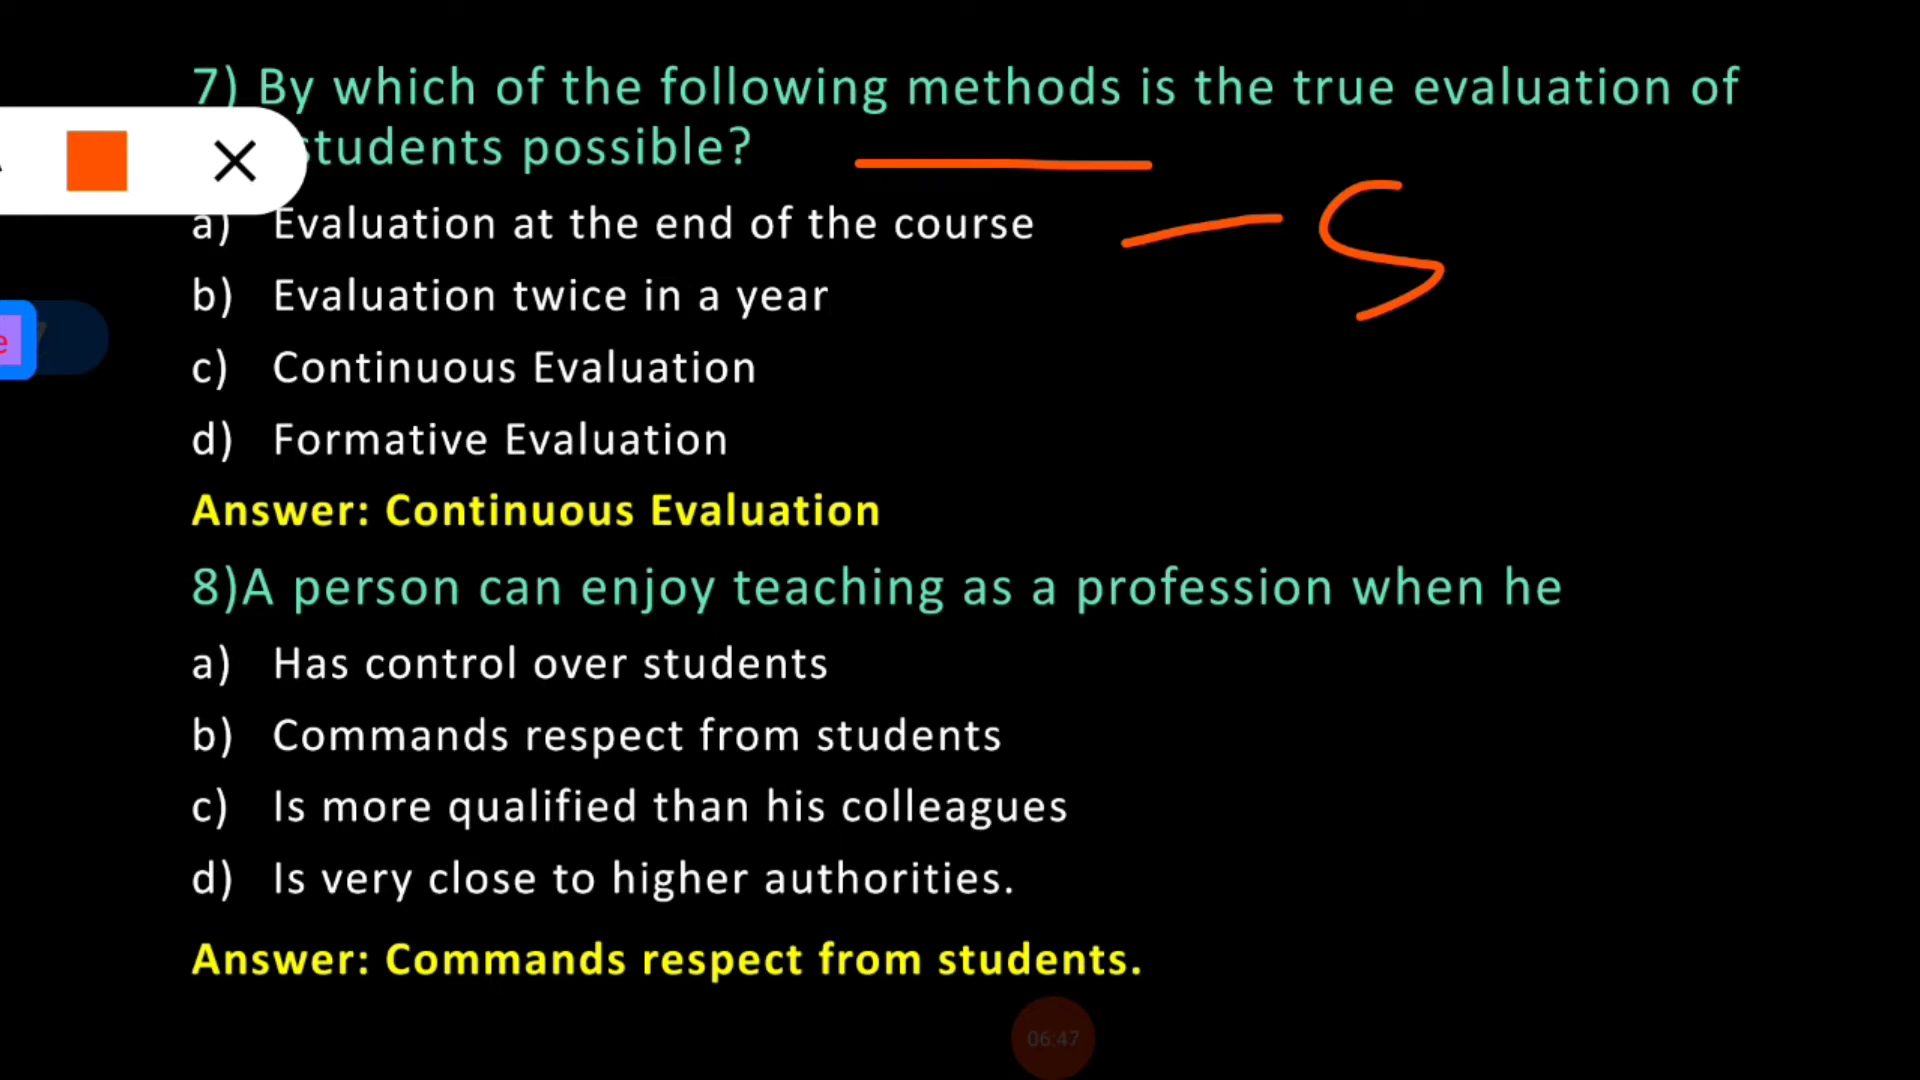 7) By which of the following methods is the true evaluation of
students possible?
a) Evaluation at the end of the course
S
b) Evaluation twice in a year
e
c) Continuous Evaluation
d) Formative Evaluation
Answer: Continuous Evaluation
8)A person can enjoy teaching as a profession when he
a) Has control over students
b) Commands respect from students
c) Is more qualified than his colleagues
d) Is very close to higher authorities.
Answer: Commands respect from students.
06:47